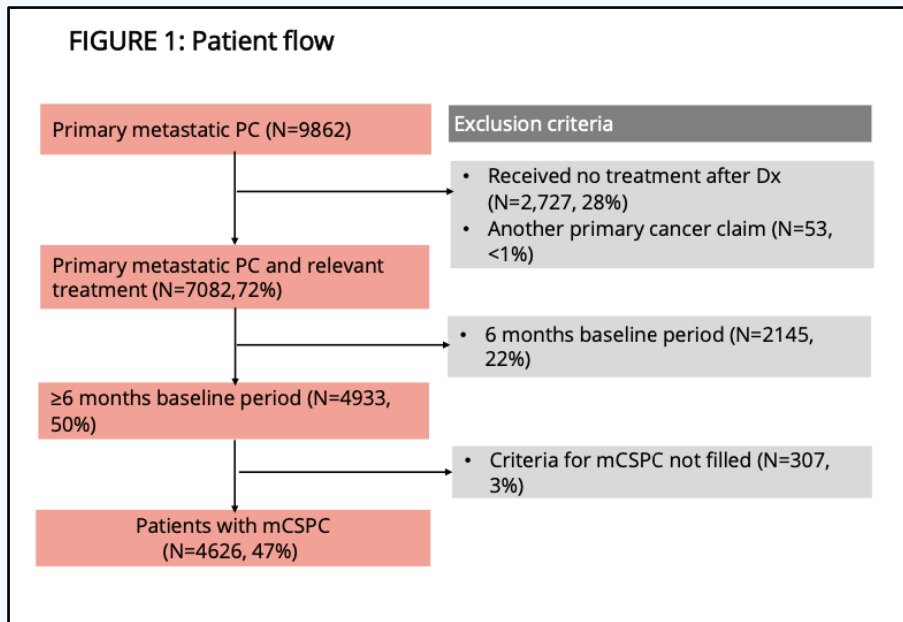 FIGURE 1: Patient flow
Primary metastatic PC (N=9862)
Exclusion criteria
• Received no treatment after Dx
(N=2,727, 28%)
• Another primary cancer claim (N=53,
<1%)
Primary metastatic PC and relevant
treatment (N=7082,72%)
• 6 months baseline period (N=2145,
22%)
≥6 months baseline period (N=4933,
50%)
• Criteria for mCSPC not filled (N=307,
3%)
Patients with mCSPC
(N=4626, 47%)